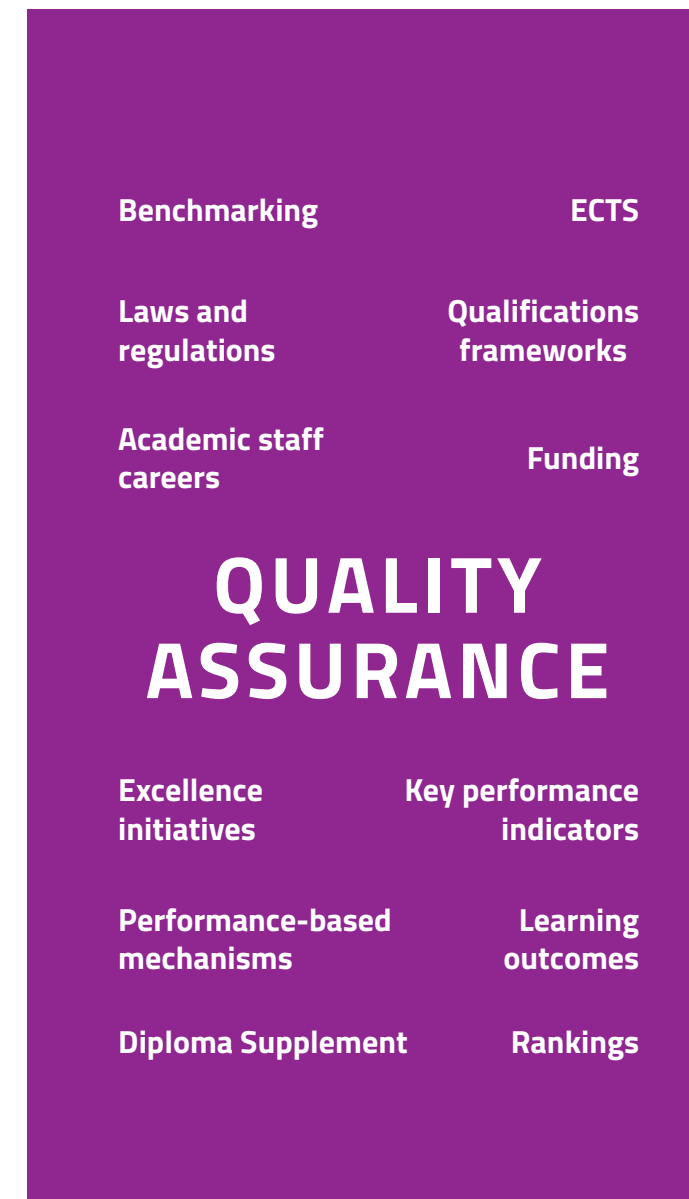 Benchmarking
ECTS
Laws and
regulations
Qualifications
frameworks
Academic staff
careers
Funding
QUALITY
ASSURANCE
Excellence
initiatives
Key performance
indicators
Performance-based
mechanisms
Learning
outcomes
Diploma Supplement
Rankings